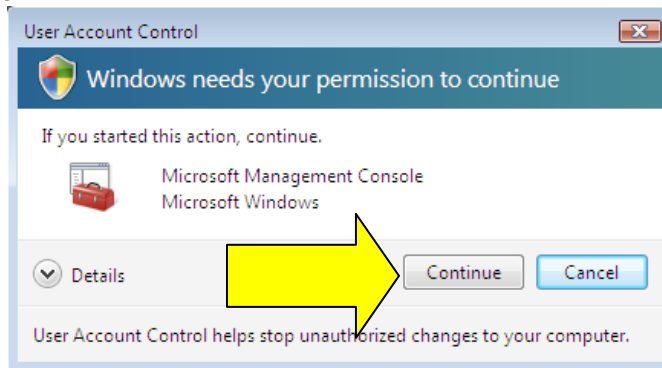 User Account Control
Windows needs your permission to continue
If you started this action, continue.
Microsoft Management Console
Microsoft Windows
Details
Continue
Cancel
User Account Control helps stop unauthorized changes to your computer.